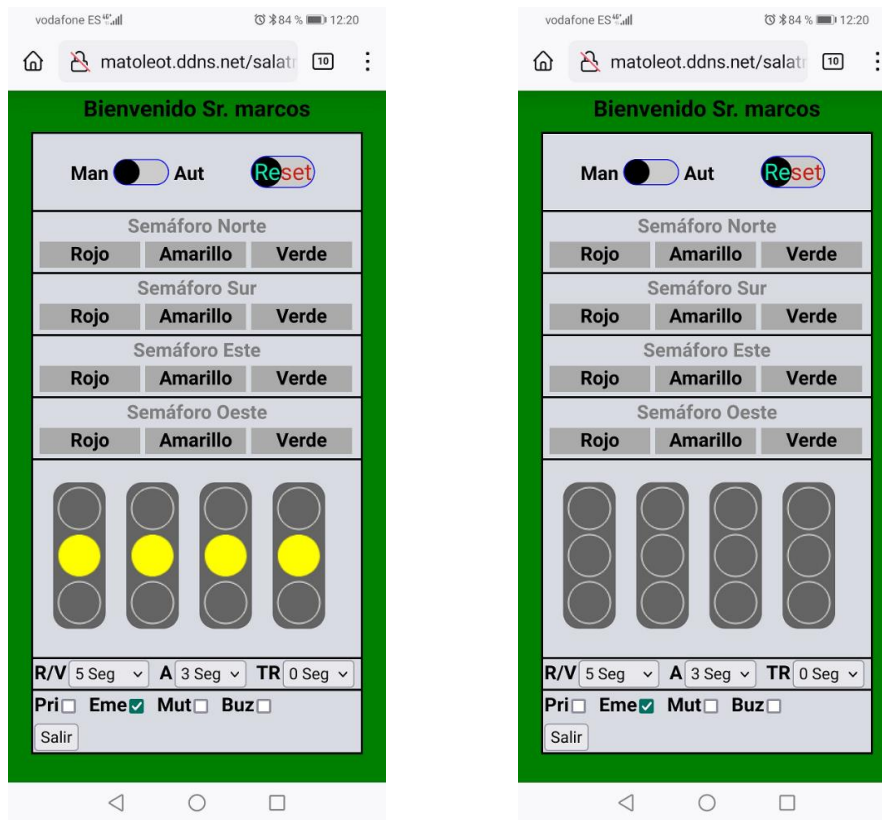 vodafone ES 84 % 12:20
10 matoleot.ddns.net/salatr
Bienvenido Sr. marcos
Man Aut Reset
Semáforo Norte
Rojo Amarillo Verde
Semáforo Sur
Rojo Amarillo Verde
Semáforo Este
Rojo Amarillo Verde
Semáforo Oeste
Rojo Amarillo Verde
R/V 5 Seg A 3 Seg TR 0 Seg
Pri Eme Mut Buz
Salir
vodafone ES 84 % 12:20
matoleot.ddns.net/salatr 10
Bienvenido Sr. marcos
Man Aut Reset
Semáforo Norte
Rojo Amarillo Verde
Semáforo Sur
Rojo Amarillo Verde
Semáforo Este
Rojo Amarillo Verde
Semáforo Oeste
Rojo Amarillo Verde
R/V 5 Seg A 3 Seg TR 0 Seg
Pri Eme Mut Buz
Salir